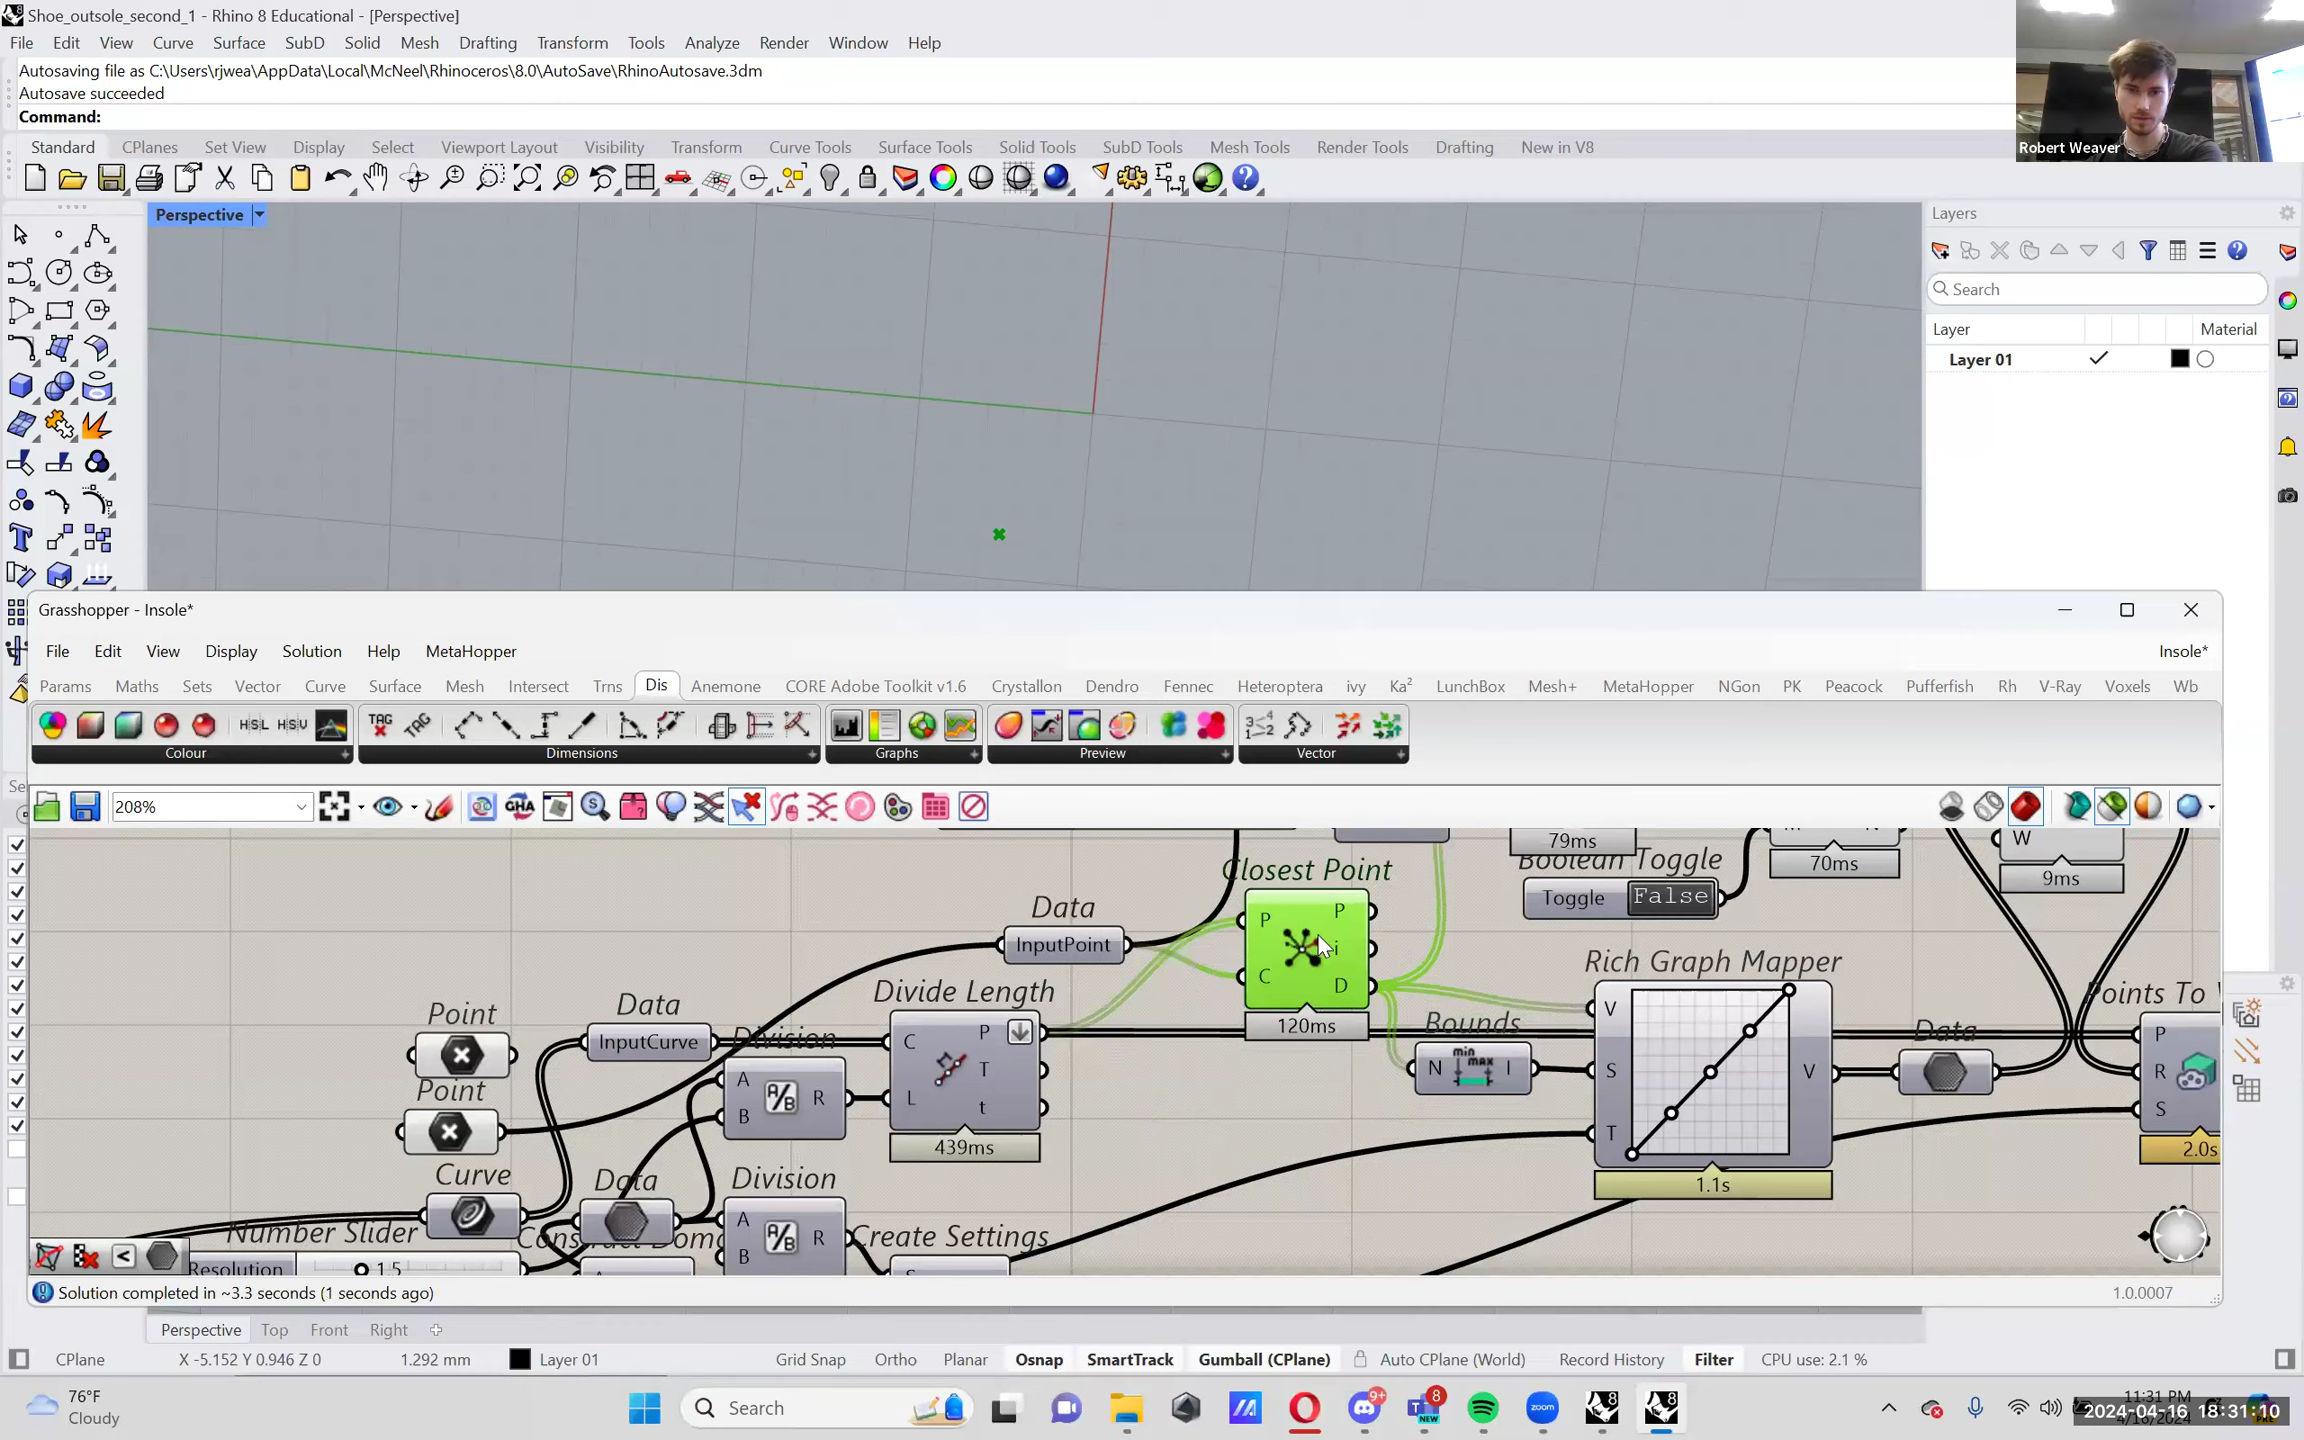 Shoe_outsole_second_1 - Rhino 8 Educational - [Perspective]
File Edit View Curve Surface SubD Solid Mesh Drafting Transform Tools Analyze Render Window Help
Autosaving file as C:\Users\rjwea\AppData\Local\McNeel\Rhinoceros\8.0\AutoSave\RhinoAutosave.3dm
Autosave succeeded
Command:
Robert Weaver
Standard CPlanes Set View Display Select Viewport Layout Visibility Transform Curve Tools Surface Tools Solid Tools SubD Tools Mesh Tools Render Tools Drafting New in V8
Perspective
Layers
Search
Layer Material
Layer 01
Grasshopper - Insole*
File Edit View Display Solution Help MetaHopper Insole*
Params Maths Sets Vector Curve Surface Mesh Intersect Trns Dis Anemone CORE Adobe Toolkit v1.6 Crystallon Dendro Fennec Heteroptera ivy Ka² LunchBox Mesh+ MetaHopper NGon PK Peacock Pufferfish Rh V-Ray Voxels Wb
Colour Dimensions Graphs Preview Vector
208%
79ms
W
Closest Point
Boolean Toggle
70ms
9ms
Toggle False
Data
InputPoint
P P
i
C D
120ms
Rich Graph Mapper
Divide Length
Point
Data
InputCurve
Division
C P
T
L t
439ms
Bounds
N I
V
S V
T
1.1s
Data
Points To
P
R
S
2.0s
Point
A
B R
Curve
Data
Division
A
B R
Number Slider
Create Settings
Resolution 1.5
Solution completed in ~3.3 seconds (1 seconds ago)
1.0.0007
Perspective Top Front Right
CPlane X -5.152 Y 0.946 Z 0 1.292 mm Layer 01 Grid Snap Ortho Planar Osnap SmartTrack Gumball (CPlane) Auto CPlane (World) Record History Filter CPU use: 2.1 %
76°F
Cloudy
Search
11:31 PM
2024-04-16 18:31:10